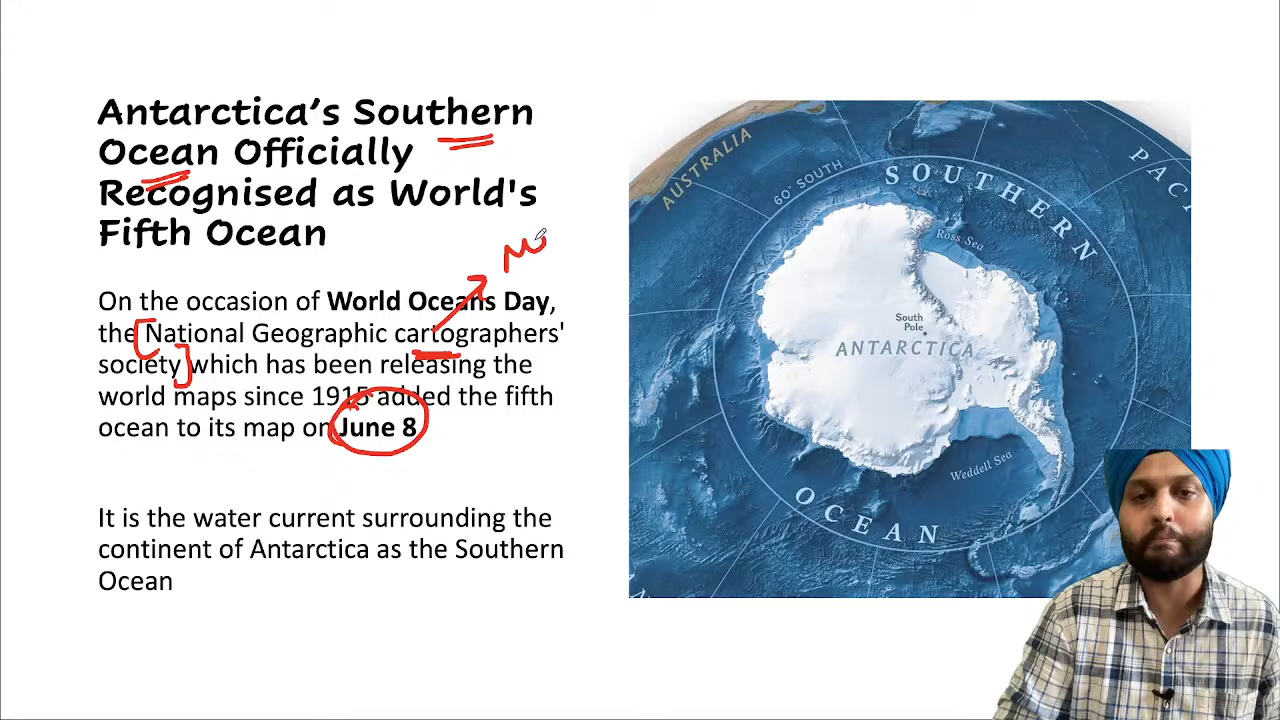 Antarctica’s Southern
Ocean Officially
Recognised as World's
Fifth Ocean
On the occasion of World Oceans Day,
the National Geographic cartographers'
society which has been releasing the
world maps since 1915 added the fifth
ocean to its map on June 8
It is the water current surrounding the
continent of Antarctica as the Southern
Ocean
AUSTRALIA
60° SOUTH
SOUTHERN
Ross Sea
South
Pole
ANTARCTICA
Weddell Sea
OCEAN